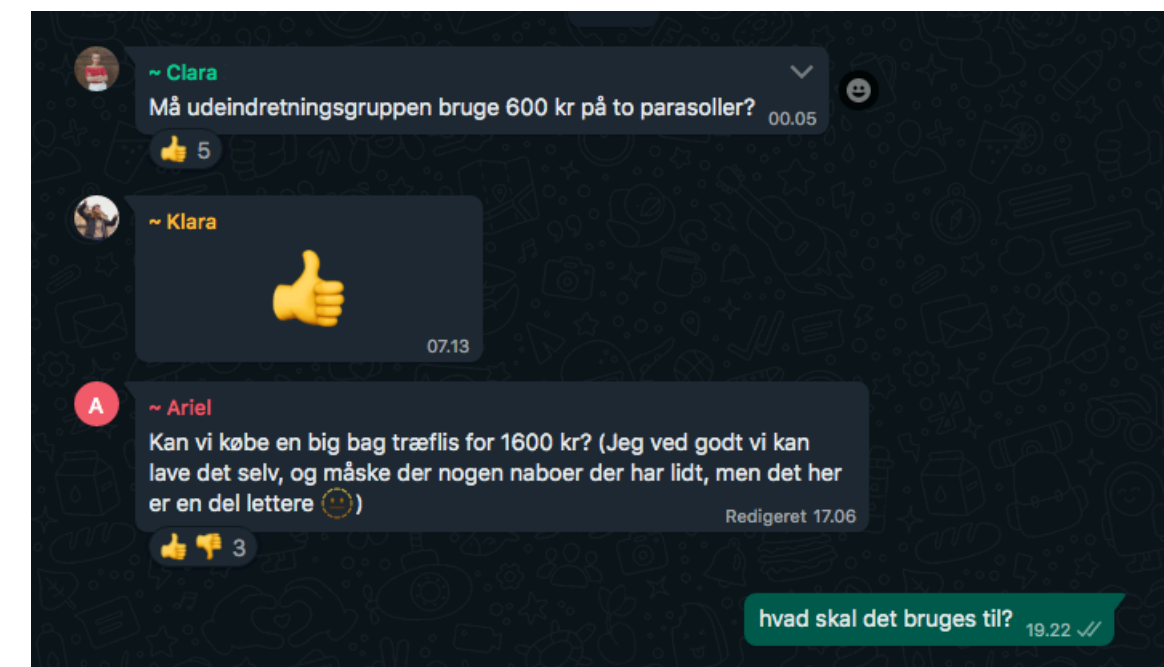 ~ Clara
Må udeindretningsgruppen bruge 600 kr på to parasoller?
00.05
👍 5
~ Klara
👍
07.13
A
~ Ariel
Kan vi købe en big bag træflis for 1600 kr? (Jeg ved godt vi kan
lave det selv, og måske der nogen naboer der har lidt, men det her
er en del lettere 🫥)
Redigeret 17.06
👍 👎 3
hvad skal det bruges til?
19.22